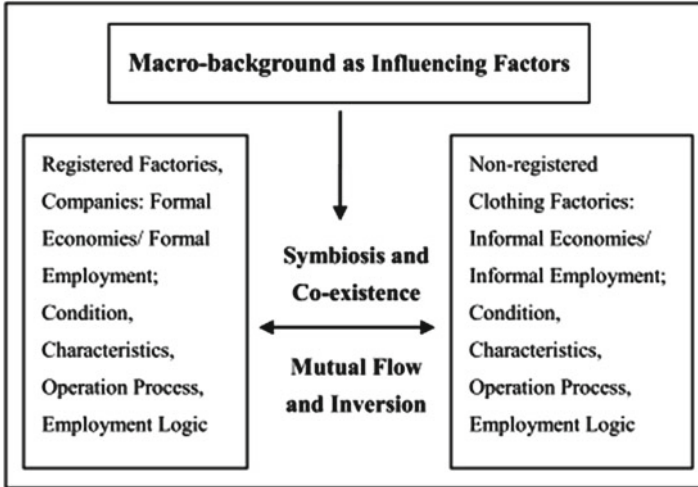 Macro-background as Influencing Factors
Registered Factories,
Companies: Formal
Economies/ Formal
Employment;
Condition,
Characteristics,
Operation Process,
Employment Logic
Symbiosis and
Co-existence
Mutual Flow
and Inversion
Non-registered
Clothing Factories:
Informal Economies/
Informal Employment;
Condition,
Characteristics,
Operation Process,
Employment Logic